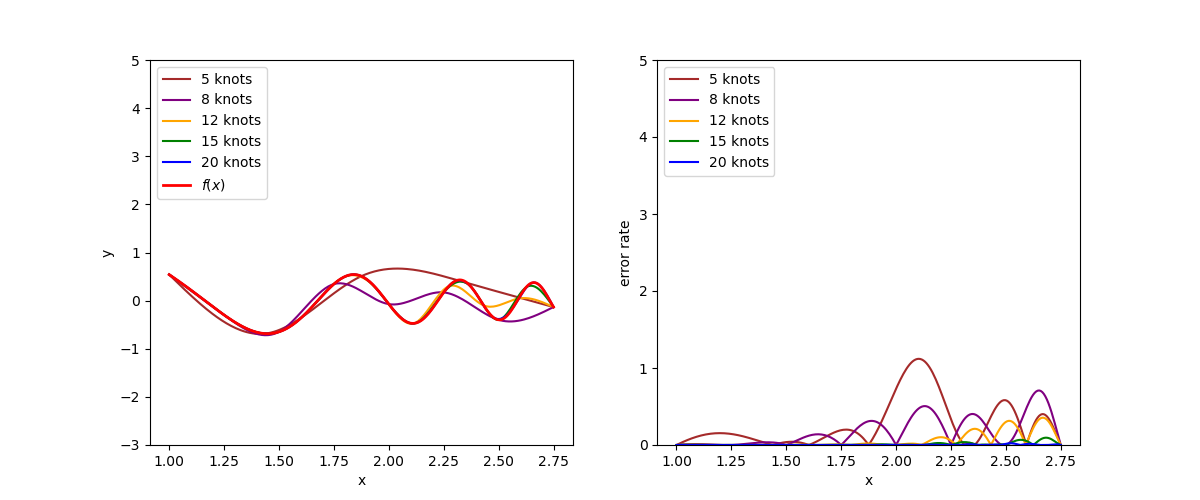 5 knots
8 knots
12 knots
15 knots
20 knots
f(x)
5
4
3
2
1
0
−1
−2
−3
y
1.00 1.25 1.50 1.75 2.00 2.25 2.50 2.75
x
5 knots
8 knots
12 knots
15 knots
20 knots
5
4
3
2
1
0
error rate
1.00 1.25 1.50 1.75 2.00 2.25 2.50 2.75
x